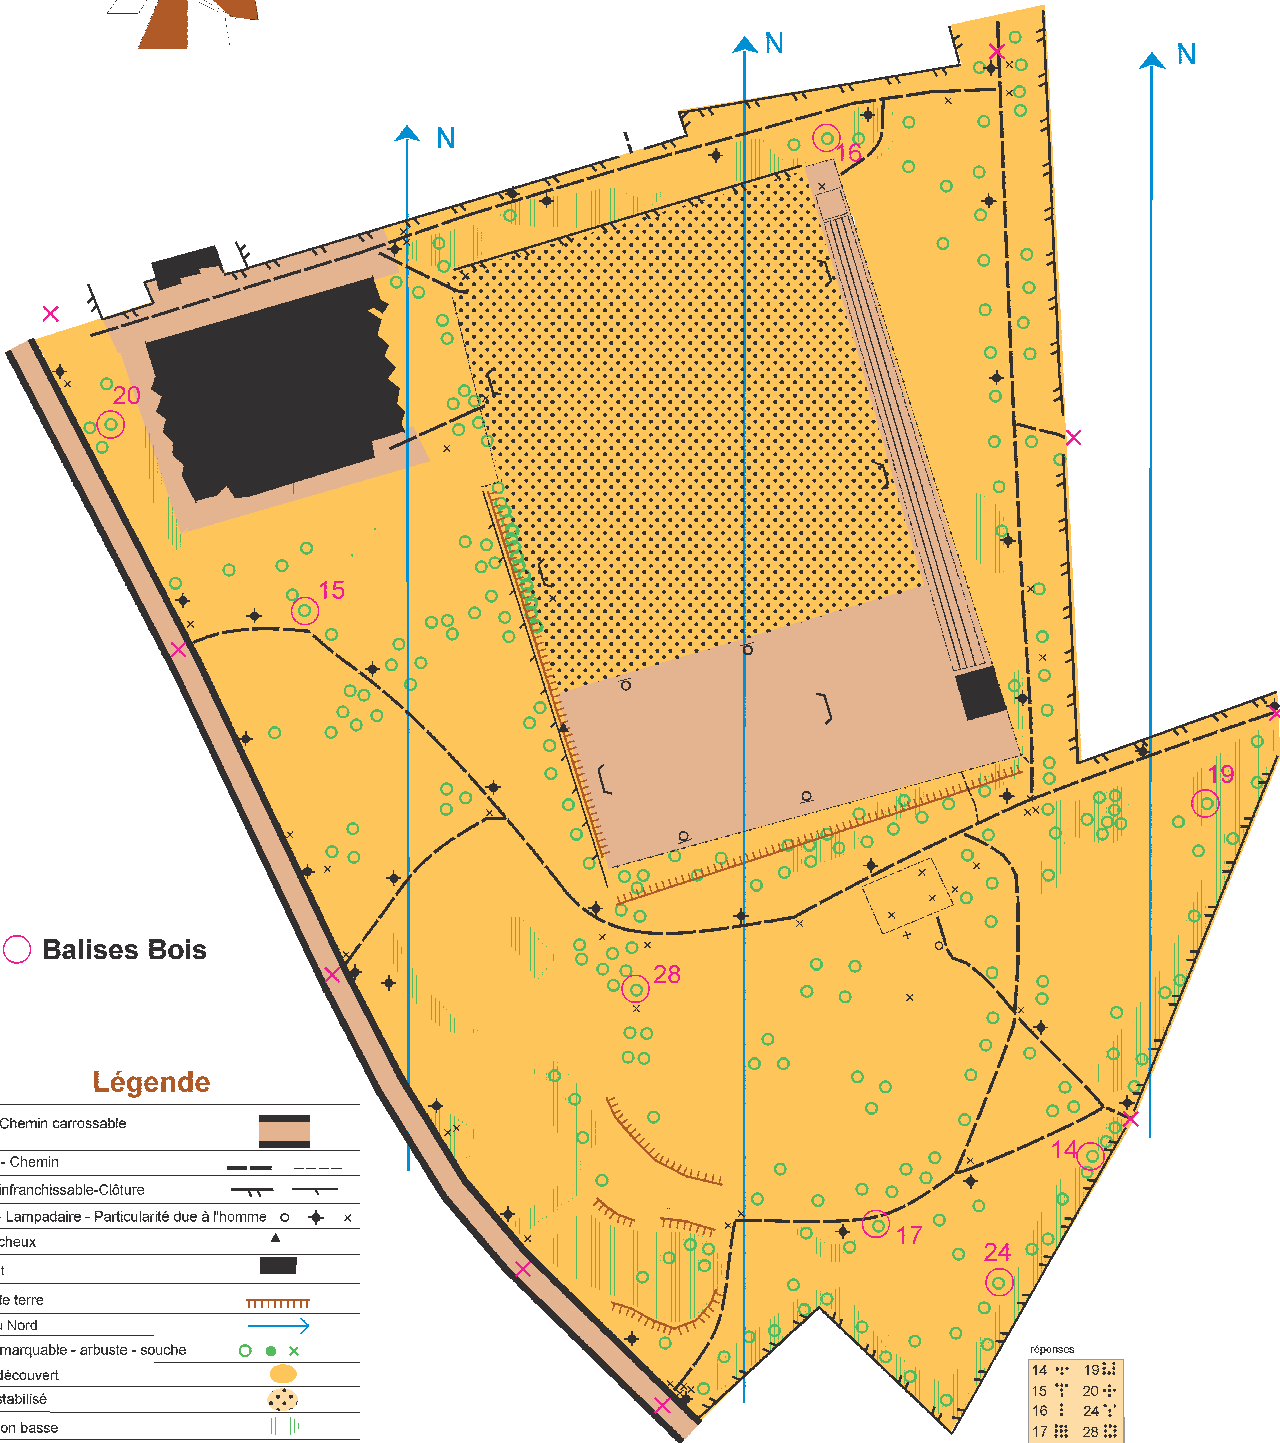 N
N
N
16
20
15
19
28
14
17
24
Balises Bois
Légende
Chemin carrossable
- Chemin
infranchissable-Clôture
- Lampadaire - Particularité due à l'homme
cheux
t
fe terre
u Nord
marquable - arbuste - souche
découvert
stabilisé
on basse
réponses
14 19
15 20
16 24
17 28